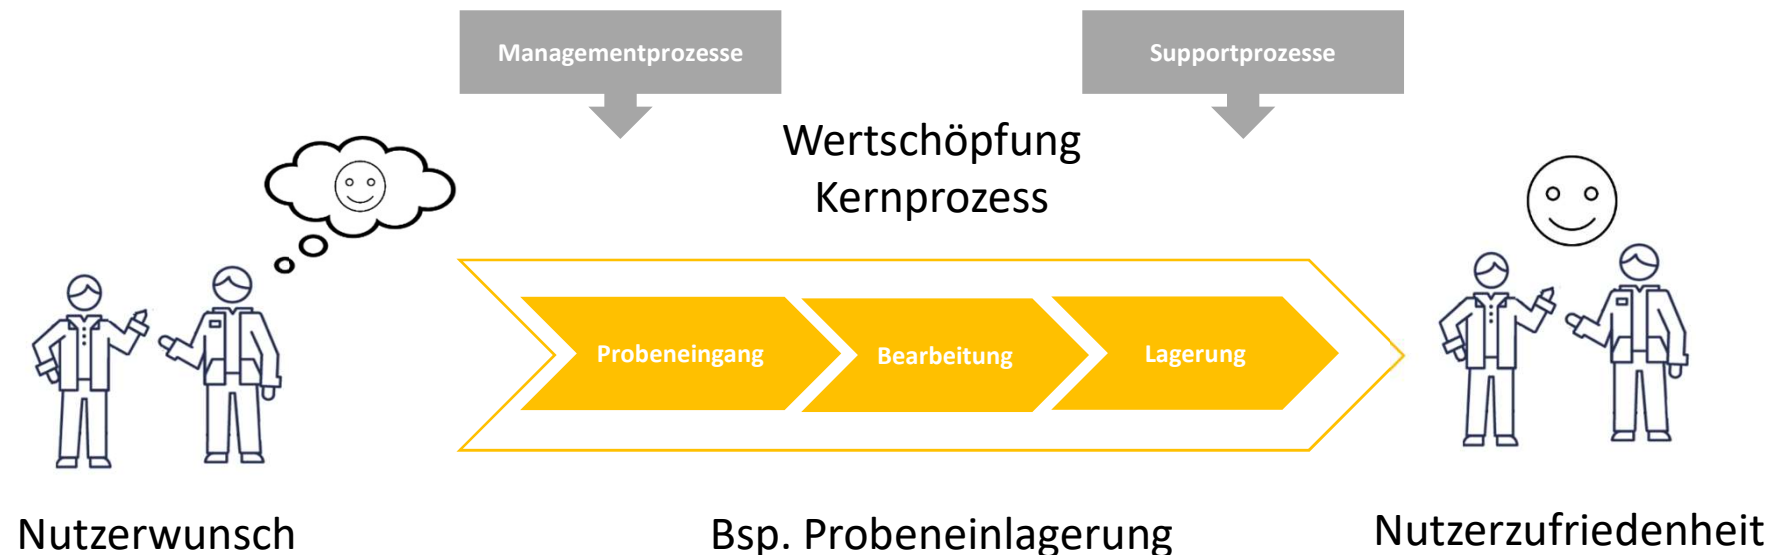 Managementprozesse
Supportprozesse
Wertschöpfung
Kernprozess
Probeneingang
Bearbeitung
Lagerung
Nutzerwunsch
Bsp. Probeneinlagerung
Nutzerzufriedenheit